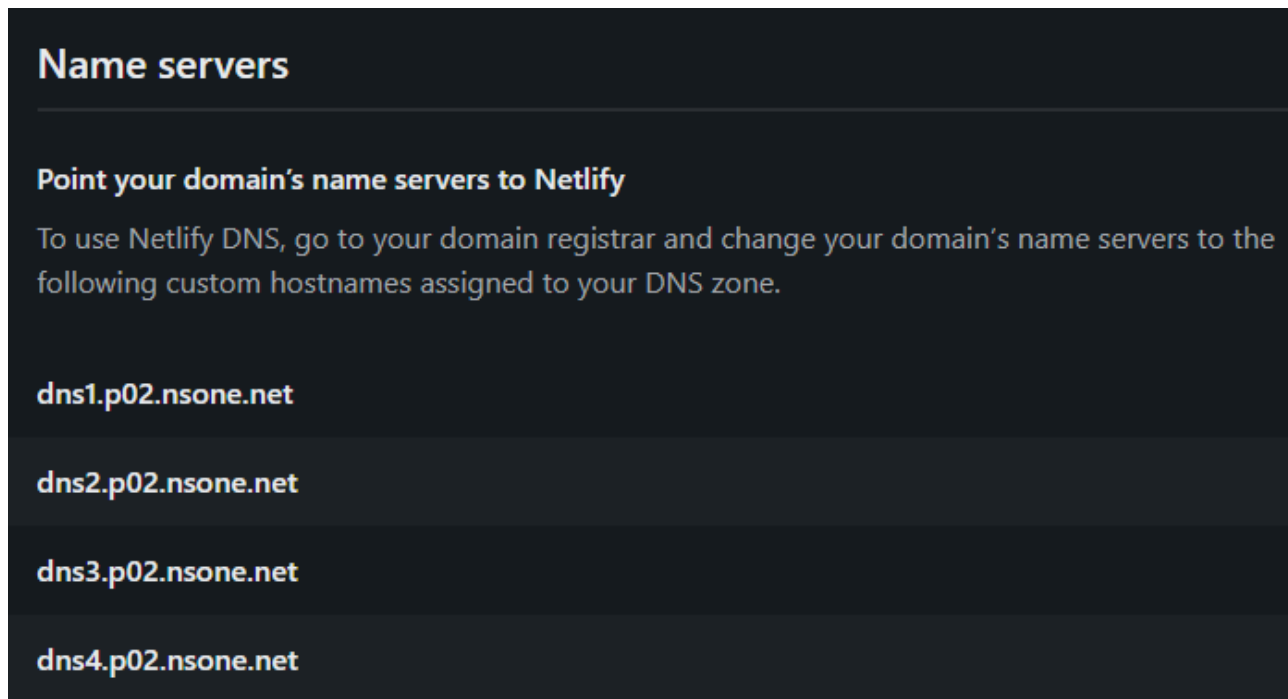 Name servers
Point your domain’s name servers to Netlify
To use Netlify DNS, go to your domain registrar and change your domain’s name servers to the
following custom hostnames assigned to your DNS zone.
dns1.p02.nsone.net
dns2.p02.nsone.net
dns3.p02.nsone.net
dns4.p02.nsone.net